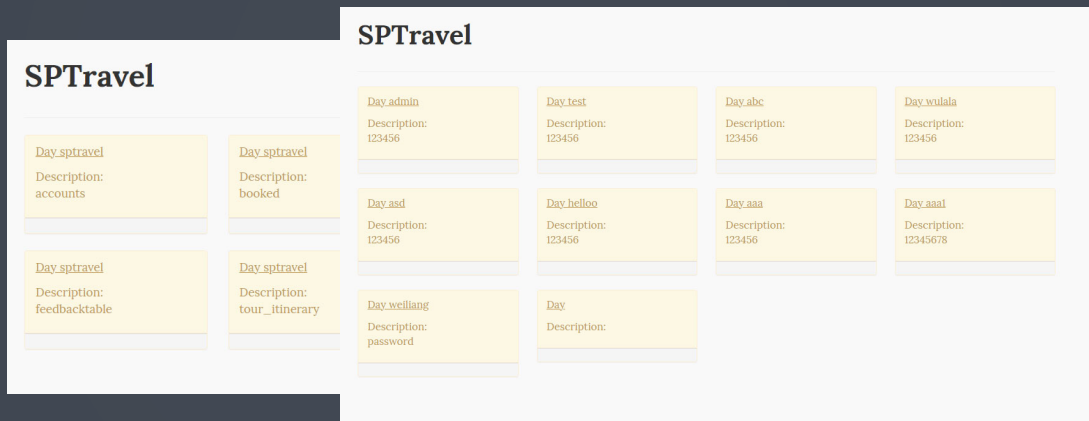 SPTravel
Day sptravel
Description:
accounts
Day sptravel
Description:
booked
Day sptravel
Description:
feedbacktable
Day sptravel
Description:
tour_itinerary
SPTravel
Day admin
Description:
123456
Day test
Description:
123456
Day abc
Description:
123456
Day wulala
Description:
123456
Day asd
Description:
123456
Day helloo
Description:
123456
Day aaa
Description:
123456
Day aaa1
Description:
12345678
Day weiliang
Description:
password
Day
Description: